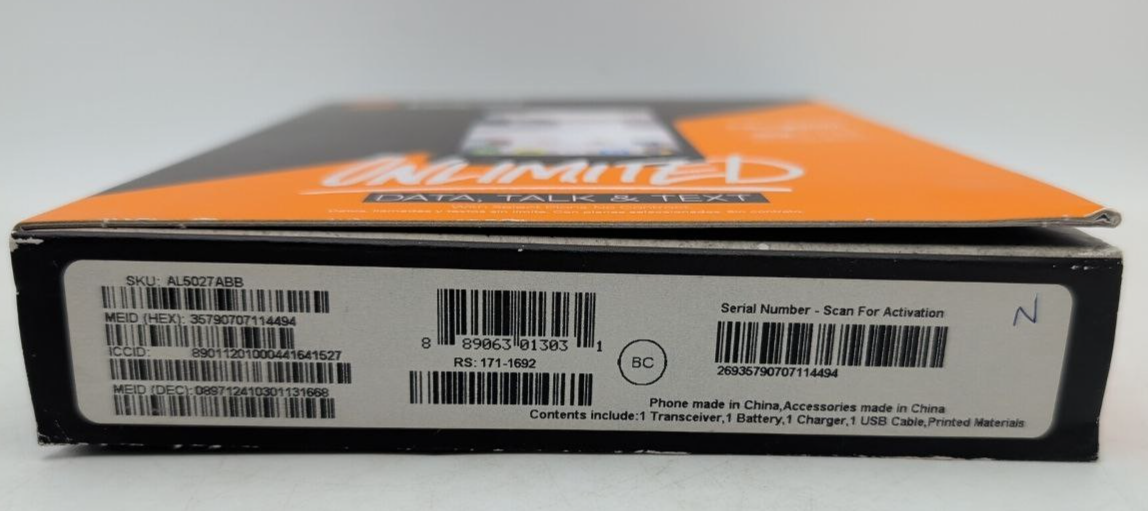 UNLIMITED
DATA, TALK & TEXT
SKU: AL5027ABB
MEID (HEX): 35790707114494
ICCID: 89011201000441641527
MEID (DEC): 089712410301131668
8 89063 01303 1
RS: 171-1692
BC
Serial Number - Scan For Activation
26935790707114494
N
Phone made in China,Accessories made in China
Contents include:1 Transceiver,1 Battery,1 Charger,1 USB Cable,Printed Materials